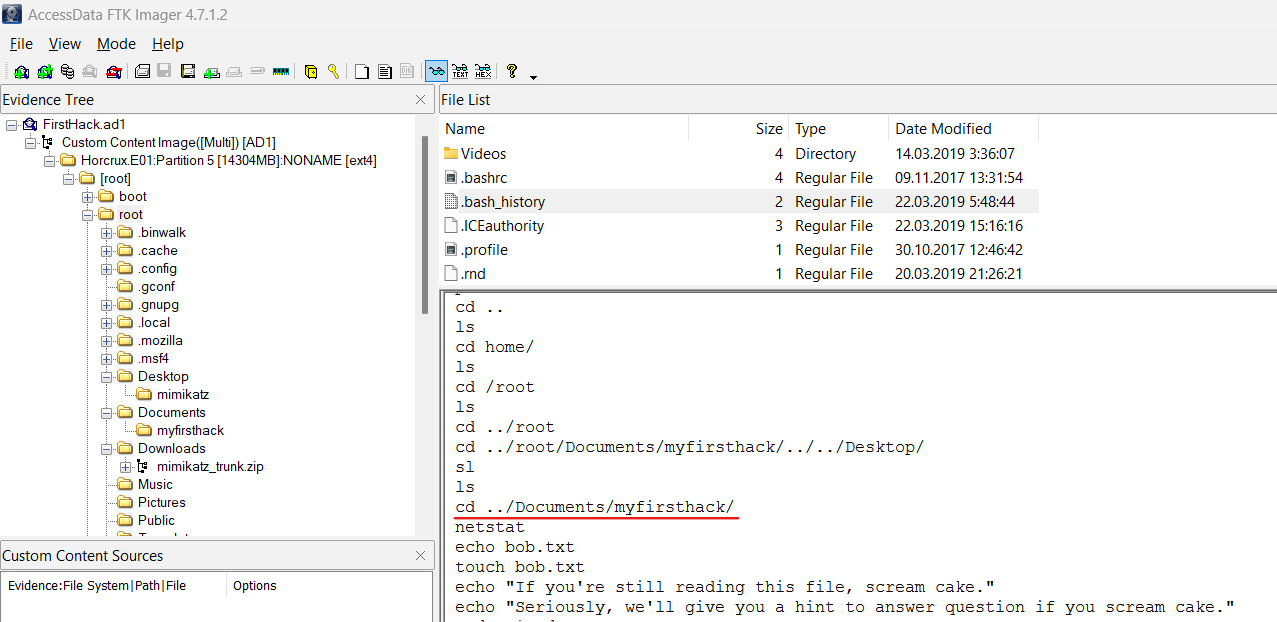 AccessData FTK Imager 4.7.1.2
File View Mode Help
Evidence Tree
FirstHack.ad1
Custom Content Image([Multi]) [AD1]
Horcrux.E01:Partition 5 [14304MB]:NONAME [ext4]
[root]
boot
root
.binwalk
.cache
.config
.gconf
.gnupg
.local
.mozilla
.msf4
Desktop
mimikatz
Documents
myfirsthack
Downloads
mimikatz_trunk.zip
Music
Pictures
Public
Custom Content Sources
Evidence:File System|Path|File Options
File List
Name Size Type Date Modified
Videos 4 Directory 14.03.2019 3:36:07
.bashrc 4 Regular File 09.11.2017 13:31:54
.bash_history 2 Regular File 22.03.2019 5:48:44
.ICEauthority 3 Regular File 22.03.2019 15:16:16
.profile 1 Regular File 30.10.2017 12:46:42
.rnd 1 Regular File 20.03.2019 21:26:21
cd ..
ls
cd home/
ls
cd /root
ls
cd ../root
cd ../root/Documents/myfirsthack/../../Desktop/
sl
ls
cd ../Documents/myfirsthack/
netstat
echo bob.txt
touch bob.txt
echo "If you're still reading this file, scream cake."
echo "Seriously, we'll give you a hint to answer question if you scream cake."